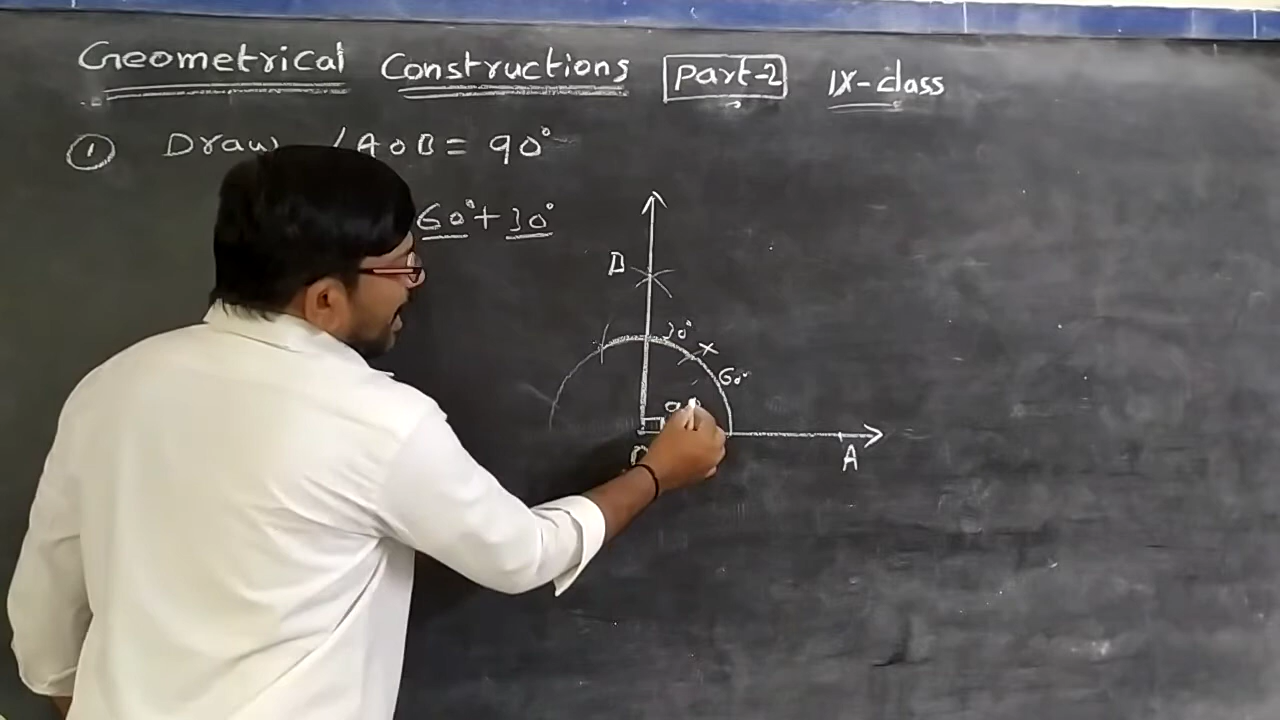 Geometrical Constructions Part-2 IX-class
① Draw ∠AOB = 90°
60° + 30°
B
30°
60°
A